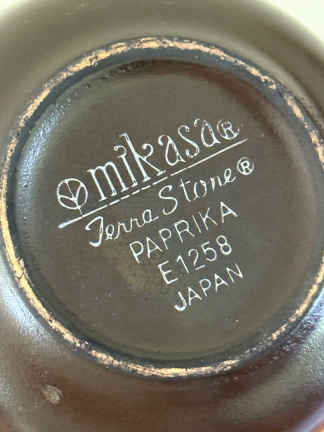 mikasa®
Terra Stone®
PAPRIKA
E1258
JAPAN